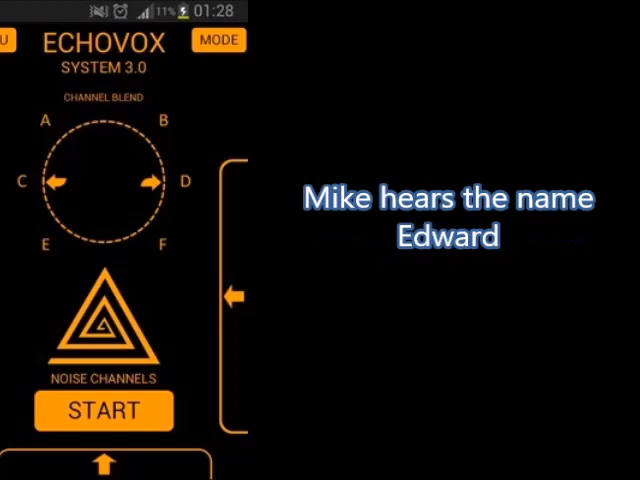 11% 01:28
U ECHOVOX MODE
SYSTEM 3.0
CHANNEL BLEND
A B
C D
E F
NOISE CHANNELS
START
Mike hears the name
Edward